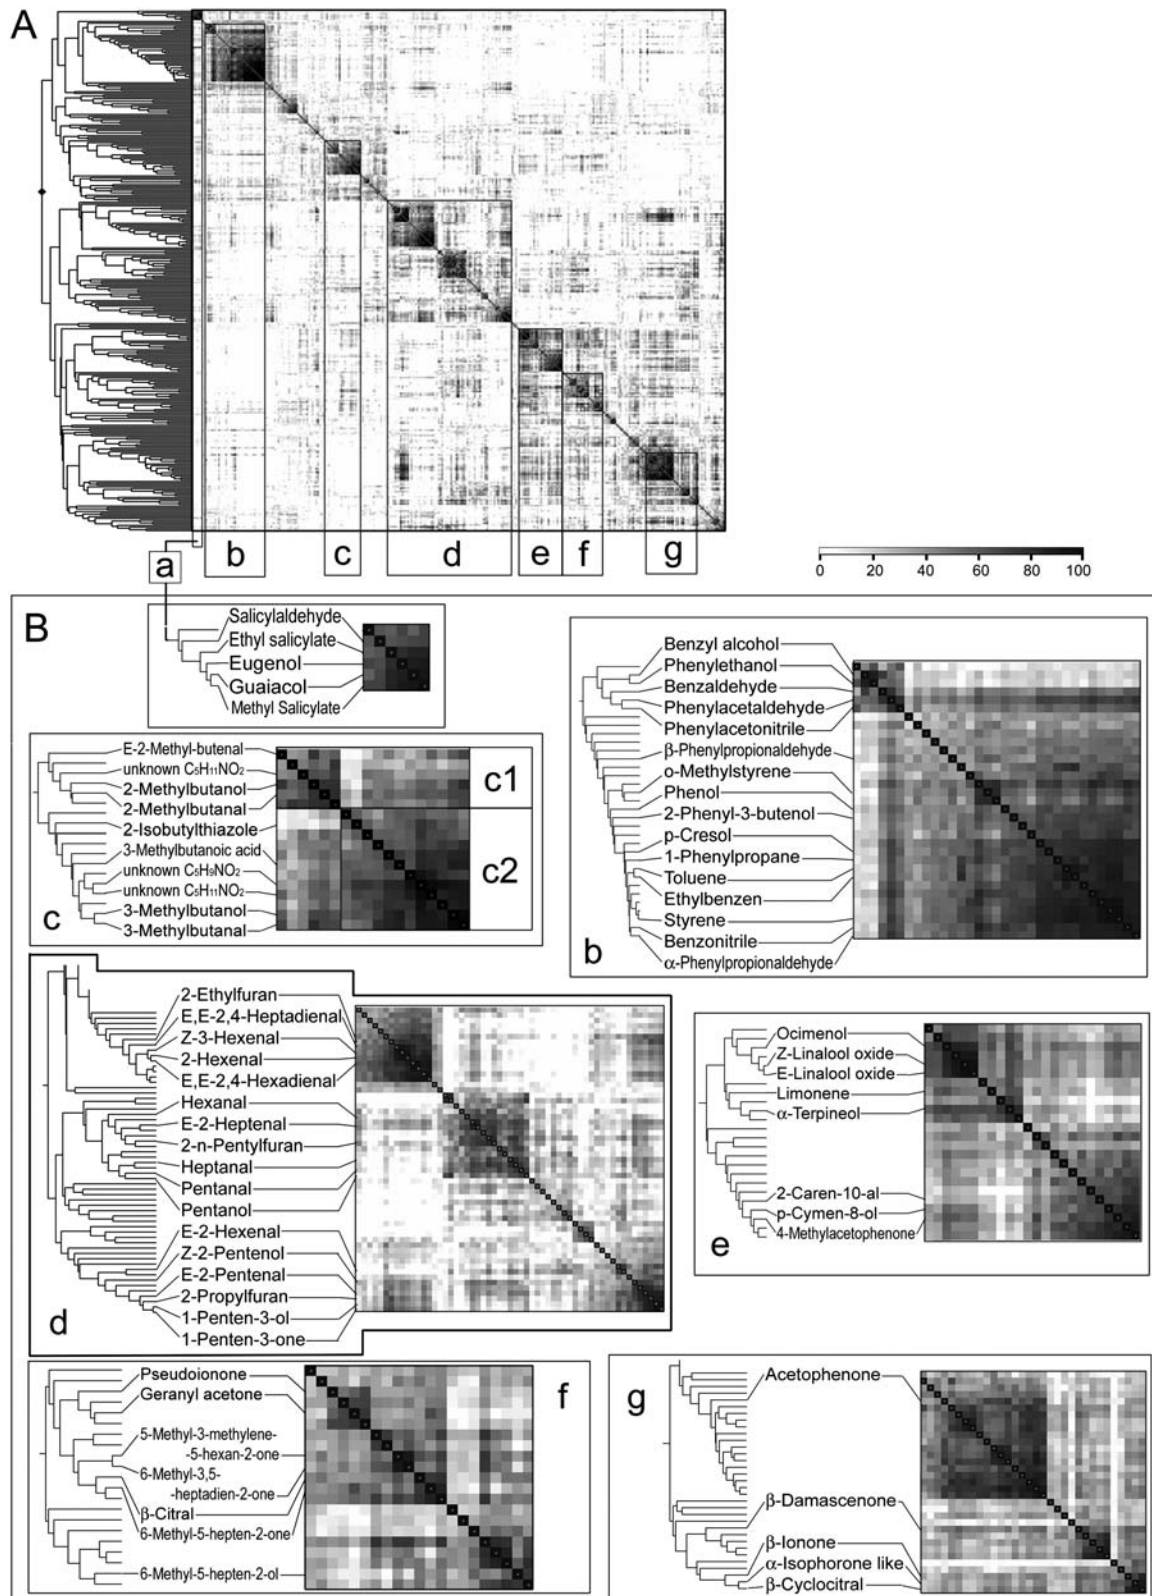 A
a
b
c
d
e
f
g
0 20 40 60 80 100
B
Salicylaldehyde
Ethyl salicylate
Eugenol
Guaiacol
Methyl Salicylate
Benzyl alcohol
Phenylethanol
Benzaldehyde
Phenylacetaldehyde
Phenylacetonitrile
β-Phenylpropionaldehyde
o-Methylstyrene
Phenol
2-Phenyl-3-butenol
p-Cresol
1-Phenylpropane
Toluene
Ethylbenzen
Styrene
Benzonitrile
α-Phenylpropionaldehyde
b
E-2-Methyl-butenal
unknown C₅H₁₁NO₂
2-Methylbutanol
2-Methylbutanal
2-Isobutylthiazole
3-Methylbutanoic acid
unknown C₅H₉NO₂
unknown C₅H₁₁NO₂
3-Methylbutanol
3-Methylbutanal
c1
c2
c
2-Ethylfuran
E,E-2,4-Heptadienal
Z-3-Hexenal
2-Hexenal
E,E-2,4-Hexadienal
Hexanal
E-2-Heptenal
2-n-Pentylfuran
Heptanal
Pentanal
Pentanol
E-2-Hexenal
Z-2-Pentenol
E-2-Pentenal
2-Propylfuran
1-Penten-3-ol
1-Penten-3-one
d
Ocimenol
Z-Linalool oxide
E-Linalool oxide
Limonene
α-Terpineol
2-Caren-10-al
p-Cymen-8-ol
4-Methylacetophenone
e
Pseudoionone
Geranyl acetone
5-Methyl-3-methylene-
-5-hexan-2-one
6-Methyl-3,5-
-heptadien-2-one
β-Citral
6-Methyl-5-hepten-2-one
6-Methyl-5-hepten-2-ol
f
g
Acetophenone
β-Damascenone
β-Ionone
α-Isophorone like
β-Cyclocitral